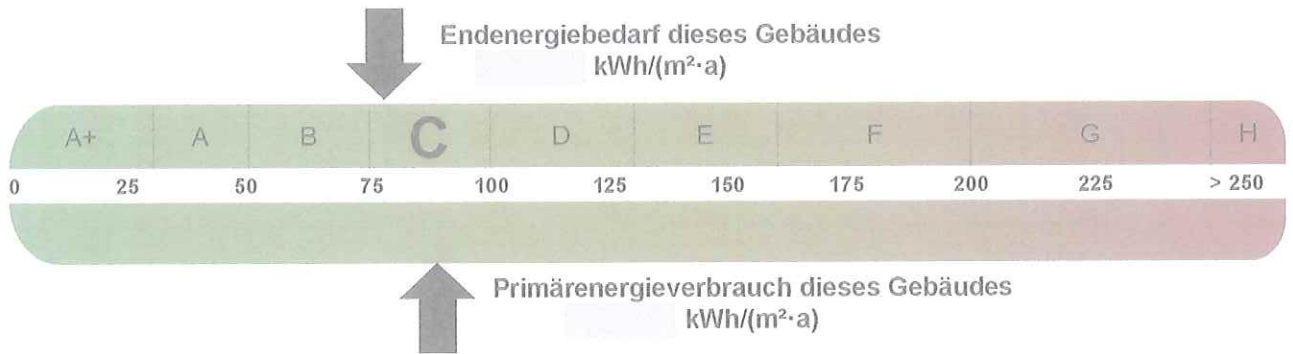 Endenergiebedarf dieses Gebäudes
kWh/(m²·a)
A+ A B C D E F G H
0 25 50 75 100 125 150 175 200 225 > 250
Primärenergieverbrauch dieses Gebäudes
kWh/(m²·a)